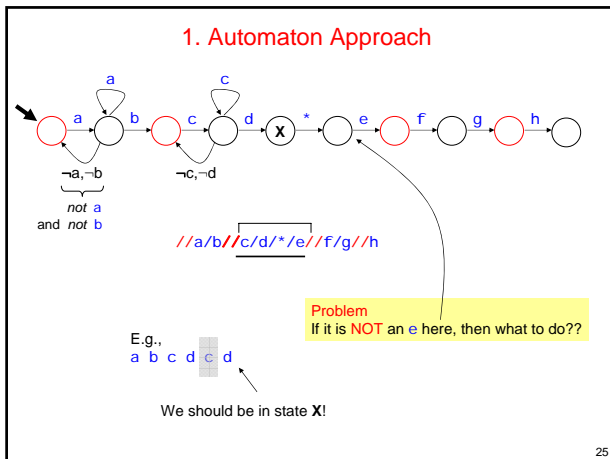 1. Automaton Approach
a c
a b c d X * e f g h
¬a,¬b ¬c,¬d
not a
and not b
//a/b//c/d/*/e//f/g//h
Problem
If it is NOT an e here, then what to do??
E.g.,
a b c d c d
We should be in state X!
25